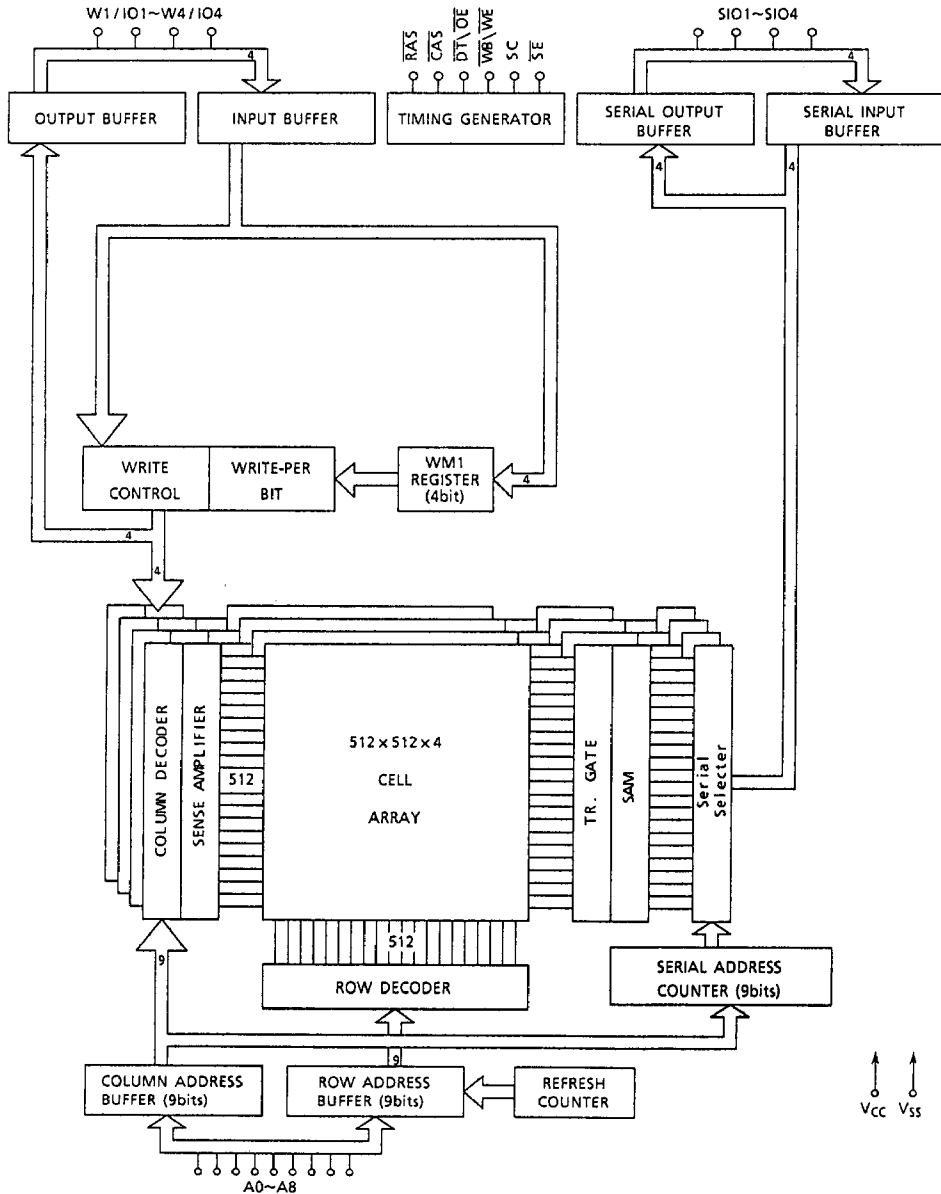 W1/IO1~W4/IO4
SIO1~SIO4
RAS
CAS
DT\OE
WB\WE
SC
SE
4
4
OUTPUT BUFFER
INPUT BUFFER
TIMING GENERATOR
SERIAL OUTPUT
BUFFER
SERIAL INPUT
BUFFER
4
4
4
WRITE
CONTROL
WRITE-PER
BIT
WM1
REGISTER
(4bit)
4
4
4
COLUMN DECODER
SENSE AMPLIFIER
512
512×512×4
CELL
ARRAY
TR. GATE
SAM
Serial
Selecter
512
9
ROW DECODER
SERIAL ADDRESS
COUNTER (9bits)
9
COLUMN ADDRESS
BUFFER (9bits)
ROW ADDRESS
BUFFER (9bits)
REFRESH
COUNTER
VCC
VSS
A0~A8